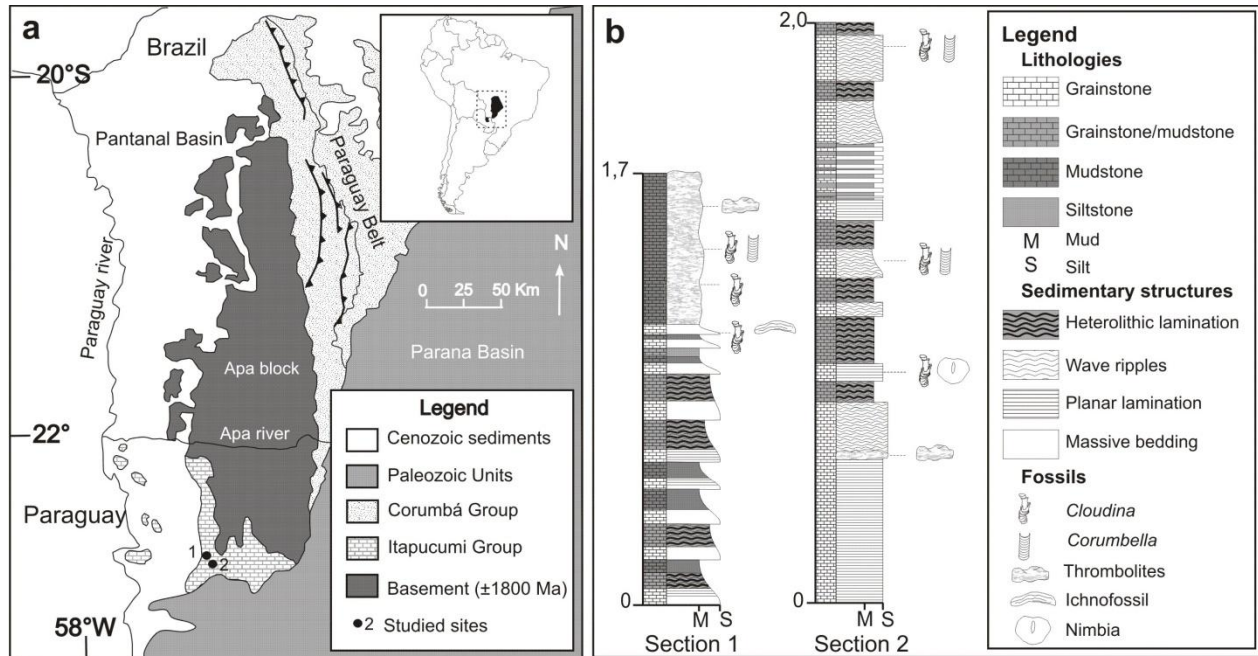 a
Brazil
20°S
Pantanal Basin
Paraguay Belt
Paraguay river
N
0 25 50 Km
Parana Basin
Apa block
Apa river
22°
Paraguay
1
2
58°W
Legend
Cenozoic sediments
Paleozoic Units
Corumbá Group
Itapucumi Group
Basement (±1800 Ma)
2 Studied sites
b
1,7
0
M S
Section 1
2,0
0
M S
Section 2
Legend
Lithologies
Grainstone
Grainstone/mudstone
Mudstone
Siltstone
M Mud
S Silt
Sedimentary structures
Heterolithic lamination
Wave ripples
Planar lamination
Massive bedding
Fossils
Cloudina
Corumbella
Thrombolites
Ichnofossil
Nimbia